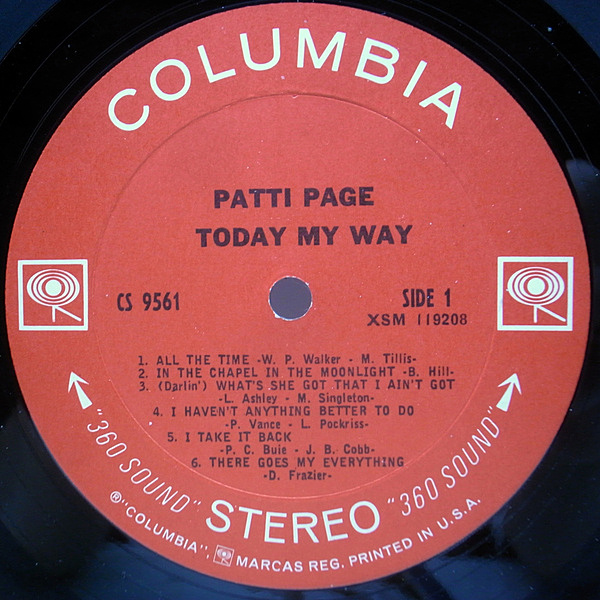 COLUMBIA
PATTI PAGE
TODAY MY WAY
CS 9561
SIDE 1
XSM 119208
1. ALL THE TIME -W. P. Walker - M. Tillis-
2. IN THE CHAPEL IN THE MOONLIGHT -B. Hill-
3. (Darlin') WHAT'S SHE GOT THAT I AIN'T GOT
-L. Ashley - M. Singleton-
4. I HAVEN'T ANYTHING BETTER TO DO
-P. Vance - L. Pockriss-
5. I TAKE IT BACK
-P. C. Buie - J. B. Cobb-
6. THERE GOES MY EVERYTHING
-D. Frazier-
"360 SOUND" STEREO "360 SOUND"
®"COLUMBIA", MARCAS REG. PRINTED IN U.S.A.